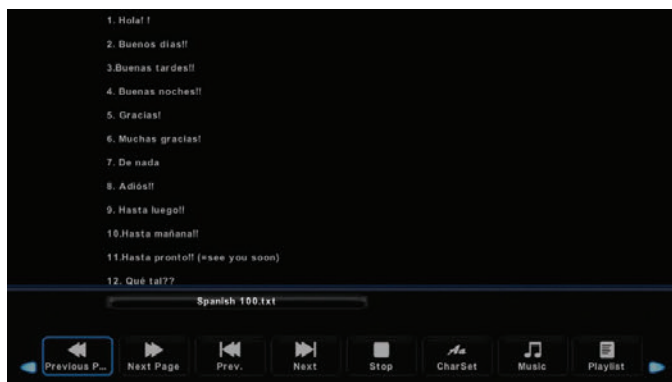 1. Hola! !
2. Buenos dias!!
3.Buenas tardes!!
4. Buenas noches!!
5. Gracias!
6. Muchas gracias!
7. De nada
8. Adiós!!
9. Hasta luego!!
10.Hasta mañana!!
11.Hasta pronto!! (=see you soon)
12. Qué tal??
Spanish 100.txt
Previous P... Next Page Prev. Next Stop CharSet Music Playlist